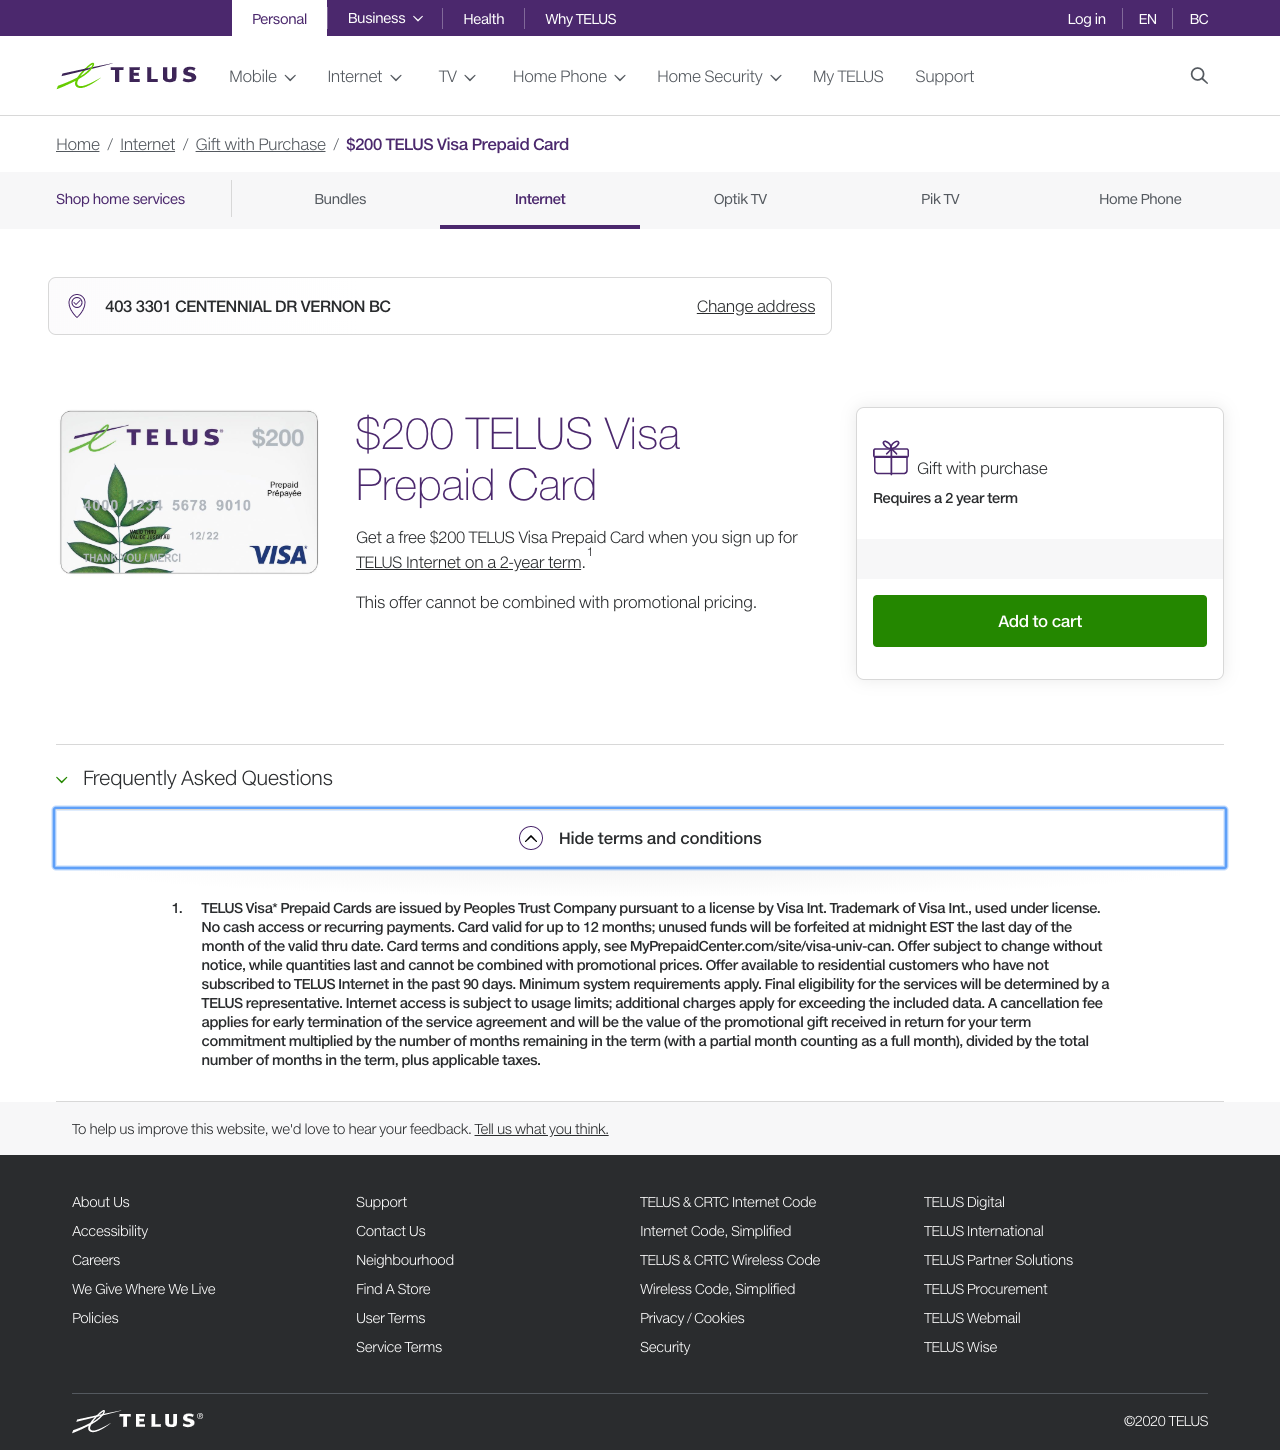 Personal
Business
Health
Why TELUS
Log in
EN
BC
TELUS
Mobile
Internet
TV
Home Phone
Home Security
My TELUS
Support
Home / Internet / Gift with Purchase / $200 TELUS Visa Prepaid Card
Shop home services
Bundles
Internet
Optik TV
Pik TV
Home Phone
403 3301 CENTENNIAL DR VERNON BC
Change address
TELUS® $200
Prepaid
Prépayée
4000 1234 5678 9010
12/22
THANK YOU / MERCI
VISA
$200 TELUS Visa
Prepaid Card
Get a free $200 TELUS Visa Prepaid Card when you sign up for
TELUS Internet on a 2-year term. 1
This offer cannot be combined with promotional pricing.
Gift with purchase
Requires a 2 year term
Add to cart
Frequently Asked Questions
Hide terms and conditions
1. TELUS Visa* Prepaid Cards are issued by Peoples Trust Company pursuant to a license by Visa Int. Trademark of Visa Int., used under license.
No cash access or recurring payments. Card valid for up to 12 months; unused funds will be forfeited at midnight EST the last day of the
month of the valid thru date. Card terms and conditions apply, see MyPrepaidCenter.com/site/visa-univ-can. Offer subject to change without
notice, while quantities last and cannot be combined with promotional prices. Offer available to residential customers who have not
subscribed to TELUS Internet in the past 90 days. Minimum system requirements apply. Final eligibility for the services will be determined by a
TELUS representative. Internet access is subject to usage limits; additional charges apply for exceeding the included data. A cancellation fee
applies for early termination of the service agreement and will be the value of the promotional gift received in return for your term
commitment multiplied by the number of months remaining in the term (with a partial month counting as a full month), divided by the total
number of months in the term, plus applicable taxes.
To help us improve this website, we'd love to hear your feedback. Tell us what you think.
About Us
Accessibility
Careers
We Give Where We Live
Policies
Support
Contact Us
Neighbourhood
Find A Store
User Terms
Service Terms
TELUS & CRTC Internet Code
Internet Code, Simplified
TELUS & CRTC Wireless Code
Wireless Code, Simplified
Privacy / Cookies
Security
TELUS Digital
TELUS International
TELUS Partner Solutions
TELUS Procurement
TELUS Webmail
TELUS Wise
TELUS®
©2020 TELUS